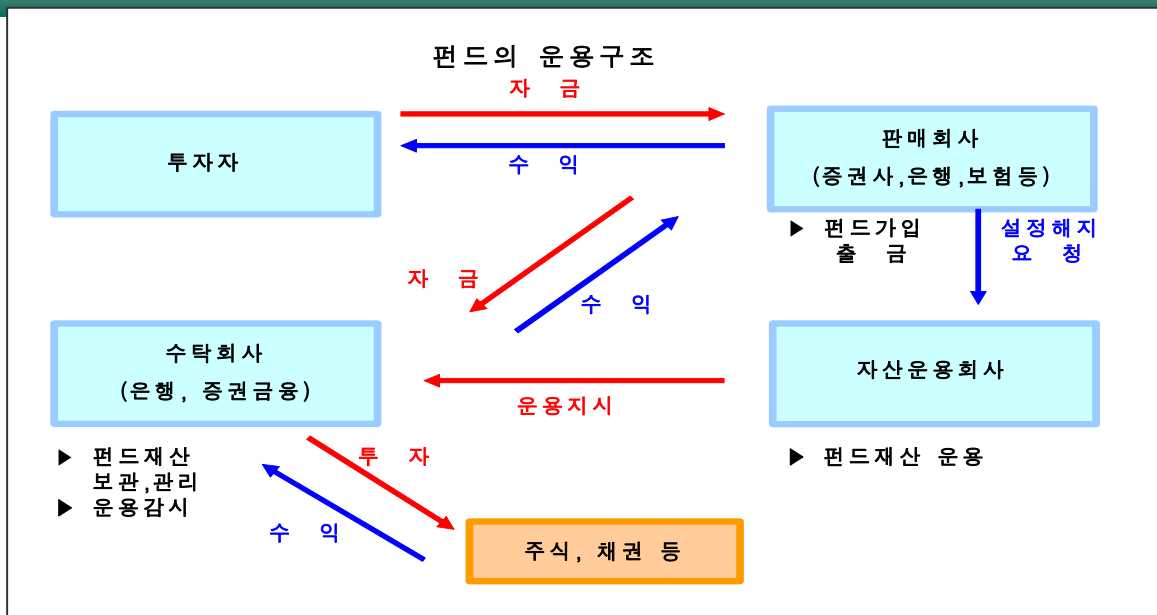 펀드의 운용구조
자 금
투자자
수 익
판매회사
(증권사,은행,보험등)
▶ 펀드가입
출 금
설정해지
요 청
자 금
수 익
수탁회사
(은행, 증권금융)
운용지시
자산운용회사
▶ 펀드재산
보관,관리
▶ 운용감시
투 자
수 익
▶ 펀드재산 운용
주식, 채권 등